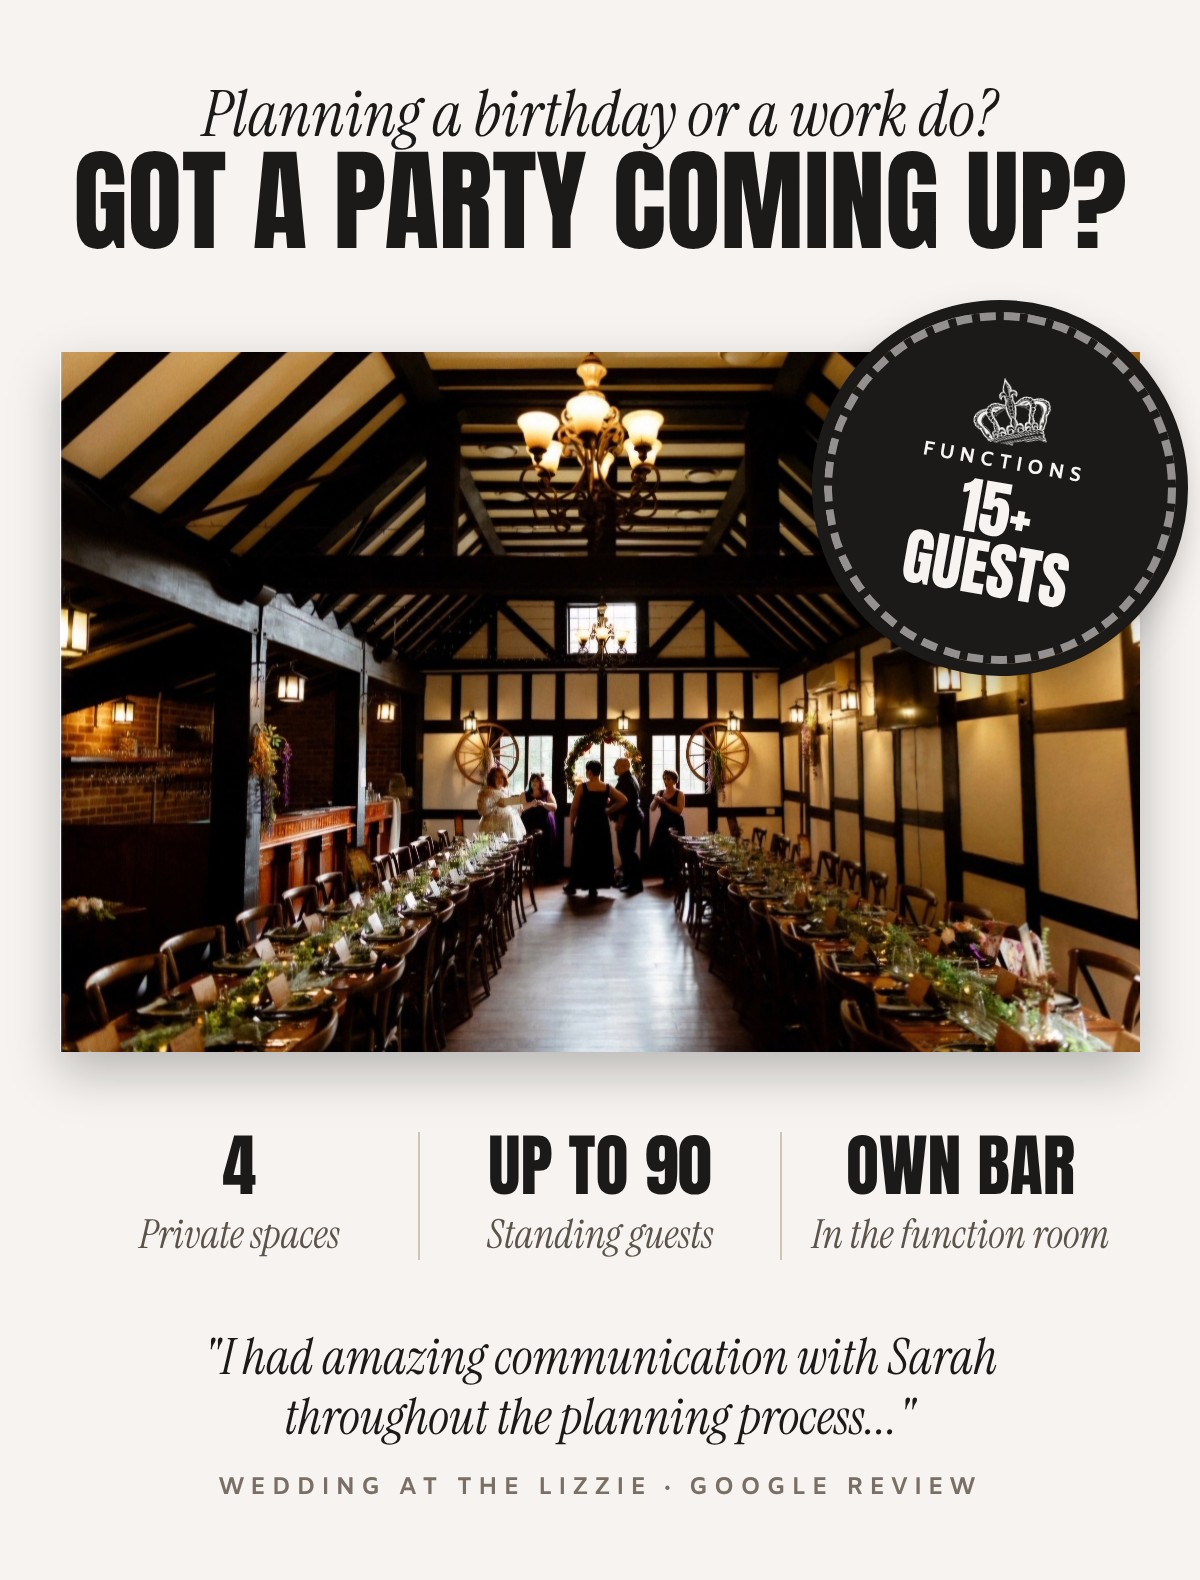 Planning a birthday or a work do?
GOT A PARTY COMING UP?
FUNCTIONS
15+
GUESTS
4
Private spaces
UP TO 90
Standing guests
OWN BAR
In the function room
"I had amazing communication with Sarah
throughout the planning process..."
WEDDING AT THE LIZZIE · GOOGLE REVIEW